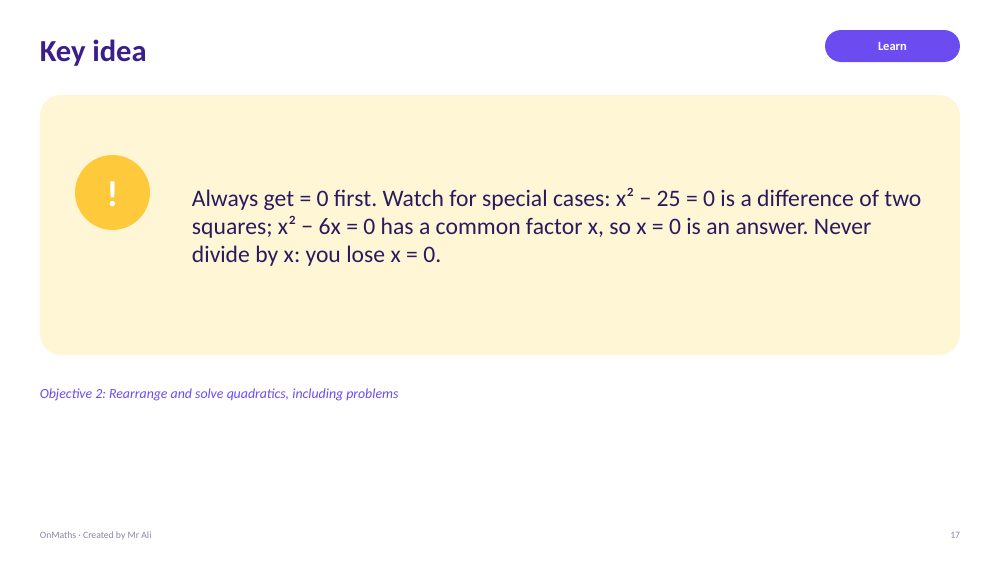 Key idea
Learn
!
Always get = 0 first. Watch for special cases: x² − 25 = 0 is a difference of two
squares; x² − 6x = 0 has a common factor x, so x = 0 is an answer. Never
divide by x: you lose x = 0.
Objective 2: Rearrange and solve quadratics, including problems
OnMaths · Created by Mr Ali
17